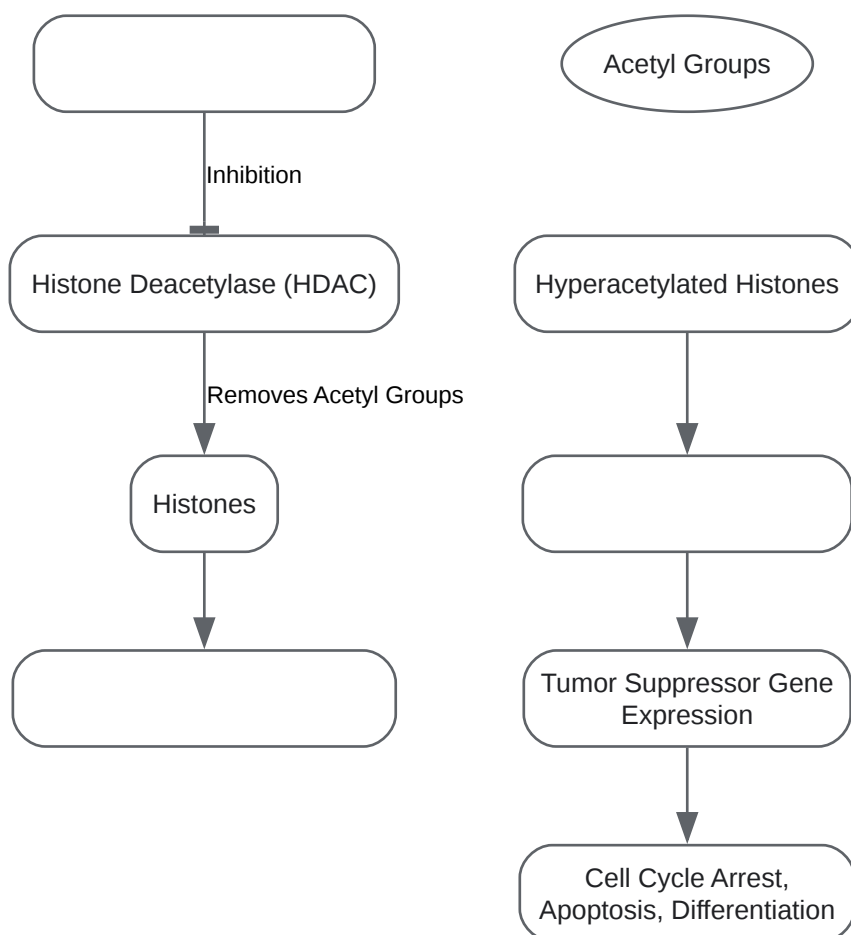 Acetyl Groups
Inhibition
Histone Deacetylase (HDAC)
Hyperacetylated Histones
Removes Acetyl Groups
Histones
Tumor Suppressor Gene
Expression
Cell Cycle Arrest,
Apoptosis, Differentiation